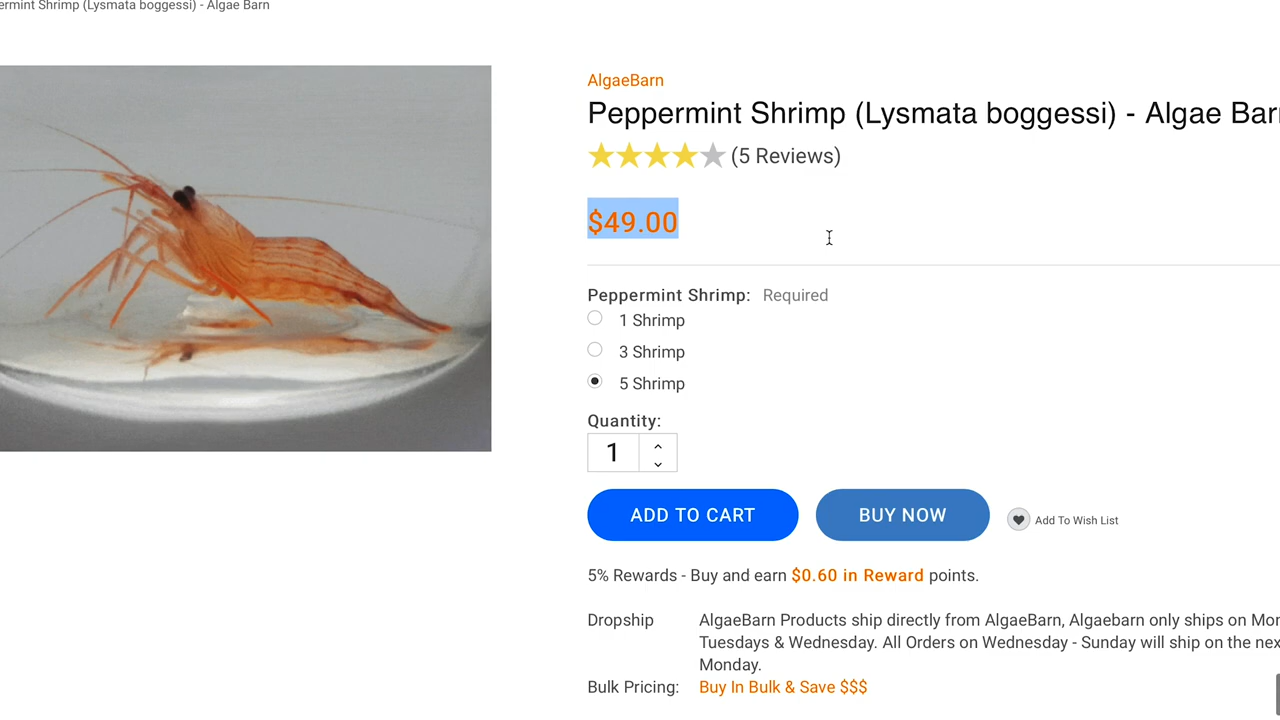 ermint Shrimp (Lysmata boggessi) - Algae Barn
AlgaeBarn
Peppermint Shrimp (Lysmata boggessi) - Algae Bar
(5 Reviews)
$49.00
Peppermint Shrimp: Required
1 Shrimp
3 Shrimp
5 Shrimp
Quantity:
1
ADD TO CART
BUY NOW
Add To Wish List
5% Rewards - Buy and earn $0.60 in Reward points.
Dropship
AlgaeBarn Products ship directly from AlgaeBarn, Algaebarn only ships on Mon
Tuesdays & Wednesday. All Orders on Wednesday - Sunday will ship on the nex
Monday.
Bulk Pricing: Buy In Bulk & Save $$$